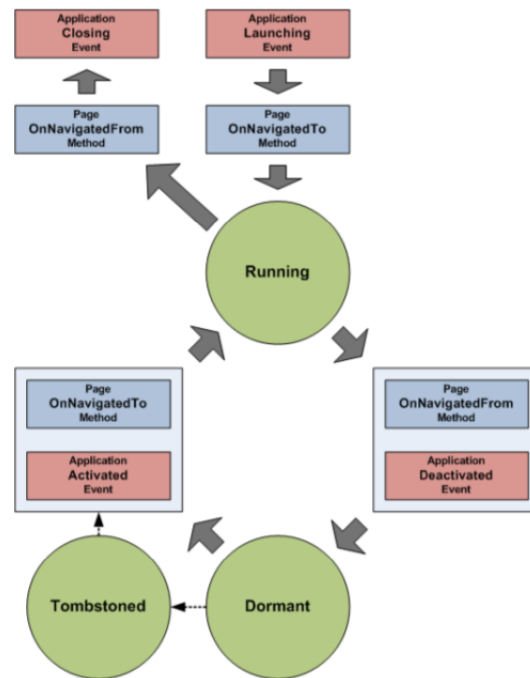 Application
Closing
Event
Application
Launching
Event
Page
OnNavigatedFrom
Method
Page
OnNavigatedTo
Method
Running
Page
OnNavigatedTo
Method
Application
Activated
Event
Page
OnNavigatedFrom
Method
Application
Deactivated
Event
Tombstoned
Dormant